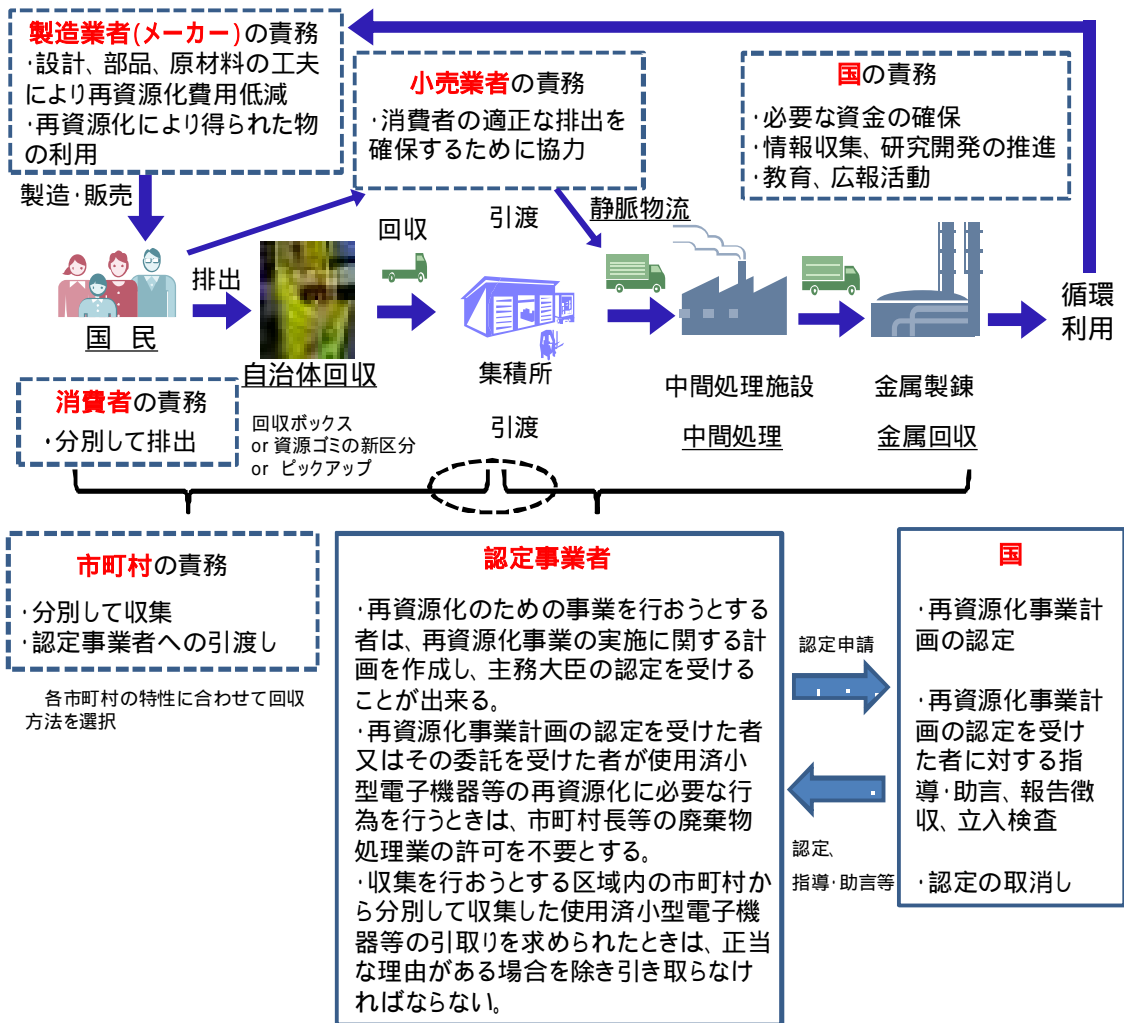 製造業者(メーカー)の責務
・設計、部品、原材料の工夫
により再資源化費用低減
・再資源化により得られた物
の利用
小売業者の責務
・消費者の適正な排出を
確保するために協力
国の責務
・必要な資金の確保
・情報収集、研究開発の推進
・教育、広報活動
製造・販売
排出
回収
引渡
静脈物流
循環
利用
国 民
自治体回収
集積所
中間処理施設
金属製錬
回収ボックス
or 資源ゴミの新区分
or ピックアップ
引渡
中間処理
金属回収
消費者の責務
・分別して排出
市町村の責務
・分別して収集
・認定事業者への引渡し
各市町村の特性に合わせて回収
方法を選択
認定事業者
・再資源化のための事業を行おうとする
者は、再資源化事業の実施に関する計
画を作成し、主務大臣の認定を受ける
ことが出来る。
・再資源化事業計画の認定を受けた者
又はその委託を受けた者が使用済小
型電子機器等の再資源化に必要な行
為を行うときは、市町村長等の廃棄物
処理業の許可を不要とする。
・収集を行おうとする区域内の市町村か
ら分別して収集した使用済小型電子機
器等の引取りを求められたときは、正当
な理由がある場合を除き引き取らなけ
ればならない。
認定申請
認定、
指導・助言等
国
・再資源化事業計
画の認定
・再資源化事業計
画の認定を受け
た者に対する指
導・助言、報告徴
収、立入検査
・認定の取消し